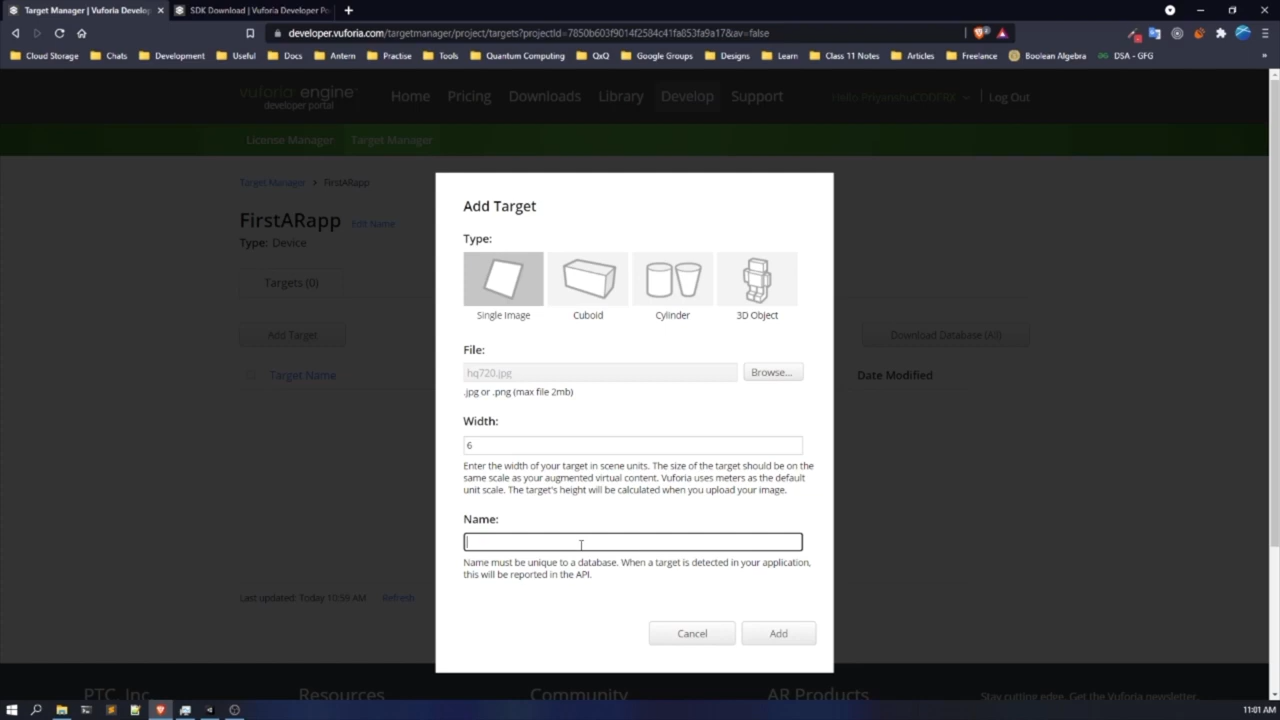 Target Manager | Vuforia Develop
SDK Download | Vuforia Developer Po
developer.vuforia.com/targetmanager/project/targets?projectId=7850b603f9014f2584c41fa853fa9a17&av=false
Cloud Storage
Chats
Development
Useful
Docs
Antern
Practise
Tools
Quantum Computing
QxQ
Google Groups
Designs
Learn
Class 11 Notes
Articles
Freelance
Boolean Algebra
DSA - GFG
vuforia engine
developer portal
Home
Pricing
Downloads
Library
Develop
Support
Hello PriyanshuCODERX
Log Out
License Manager
Target Manager
Target Manager > FirstARapp
FirstARapp
Edit Name
Type: Device
Targets (0)
Add Target
Download Database (All)
Target Name
Date Modified
Last updated: Today 10:59 AM
Refresh
Add Target
Type:
Single Image
Cuboid
Cylinder
3D Object
File:
hq720.jpg
Browse...
.jpg or .png (max file 2mb)
Width:
6
Enter the width of your target in scene units. The size of the target should be on the
same scale as your augmented virtual content. Vuforia uses meters as the default
unit scale. The target's height will be calculated when you upload your image.
Name:
Name must be unique to a database. When a target is detected in your application,
this will be reported in the API.
Cancel
Add
PTC, Inc.
Resources
Community
AR Products
Stay cutting edge. Get the Vuforia newsletter.
11:01 AM